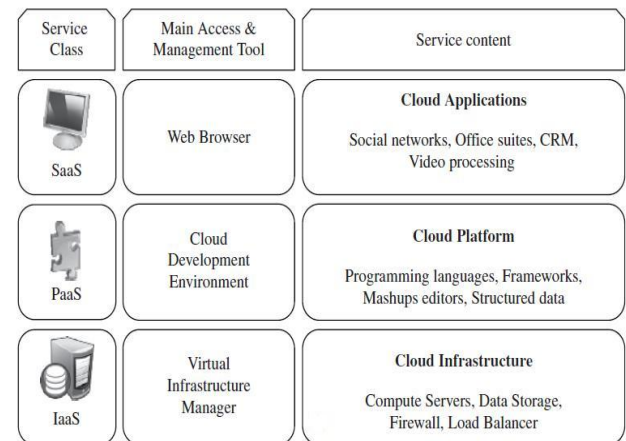 Service
Class
Main Access &
Management Tool
Service content
SaaS
Web Browser
Cloud Applications
Social networks, Office suites, CRM,
Video processing
PaaS
Cloud
Development
Environment
Cloud Platform
Programming languages, Frameworks,
Mashups editors, Structured data
IaaS
Virtual
Infrastructure
Manager
Cloud Infrastructure
Compute Servers, Data Storage,
Firewall, Load Balancer